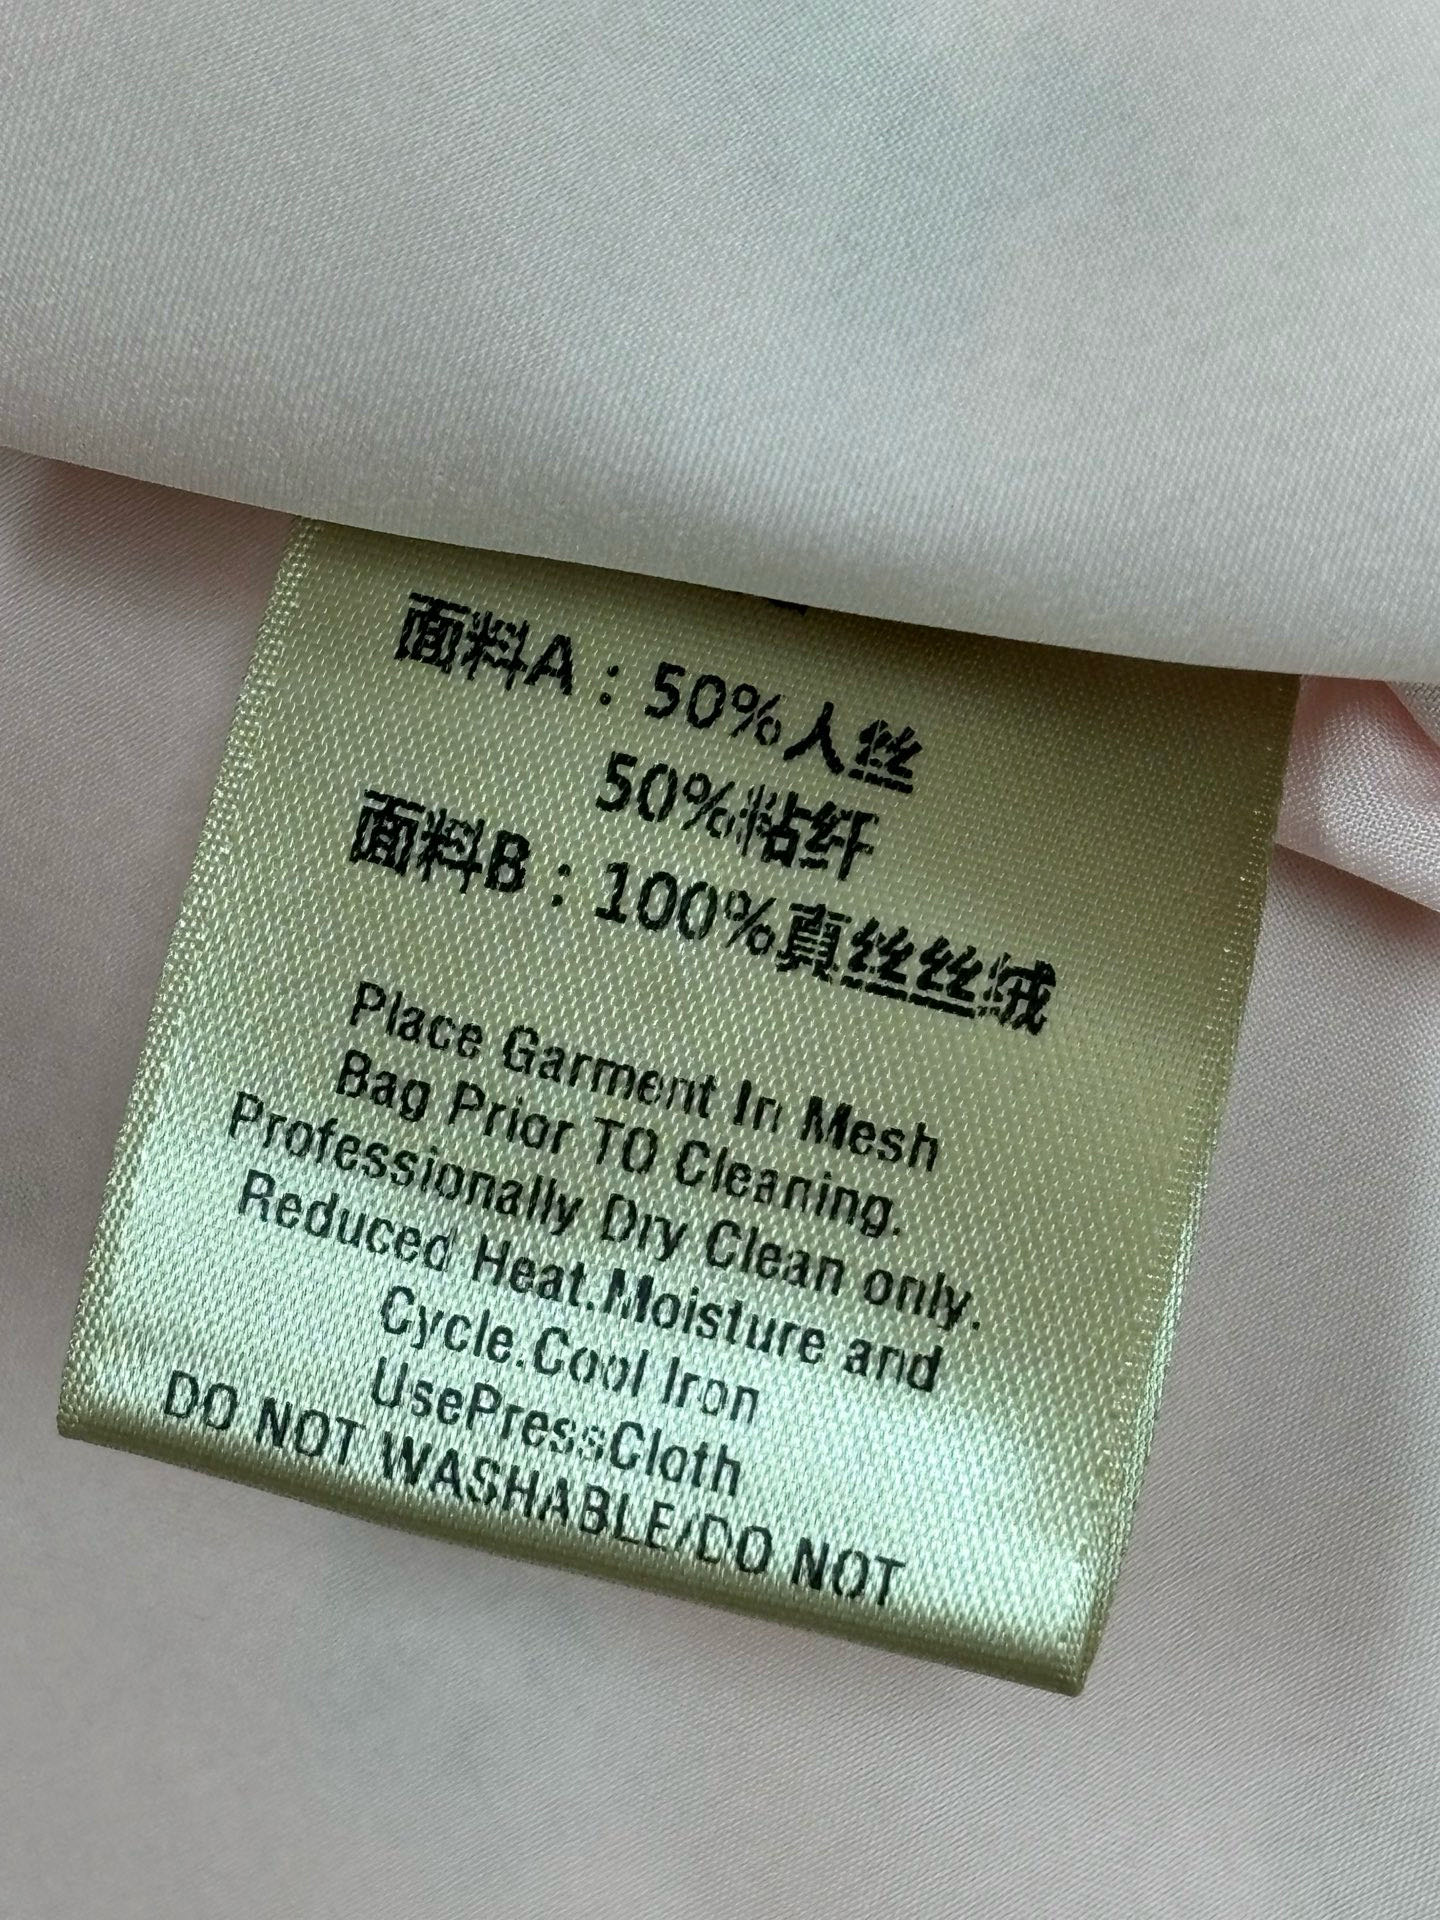 面料A：50%人丝
50%粘纤
面料B：100%真丝丝绒
Place Garment In Mesh
Bag Prior TO Cleaning.
Professionally Dry Clean only.
Reduced Heat.Moisture and
Cycle.Cool Iron
UsePressCloth
DO NOT WASHABLE/DO NOT